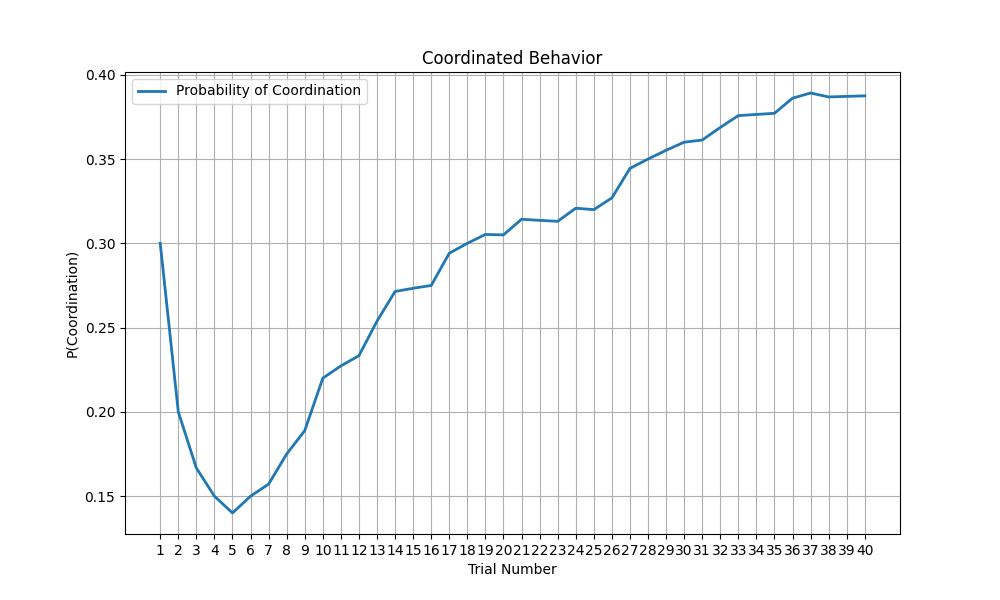 Coordinated Behavior
Probability of Coordination
P(Coordination)
0.40
0.35
0.30
0.25
0.20
0.15
1 2 3 4 5 6 7 8 9 10 11 12 13 14 15 16 17 18 19 20 21 22 23 24 25 26 27 28 29 30 31 32 33 34 35 36 37 38 39 40
Trial Number